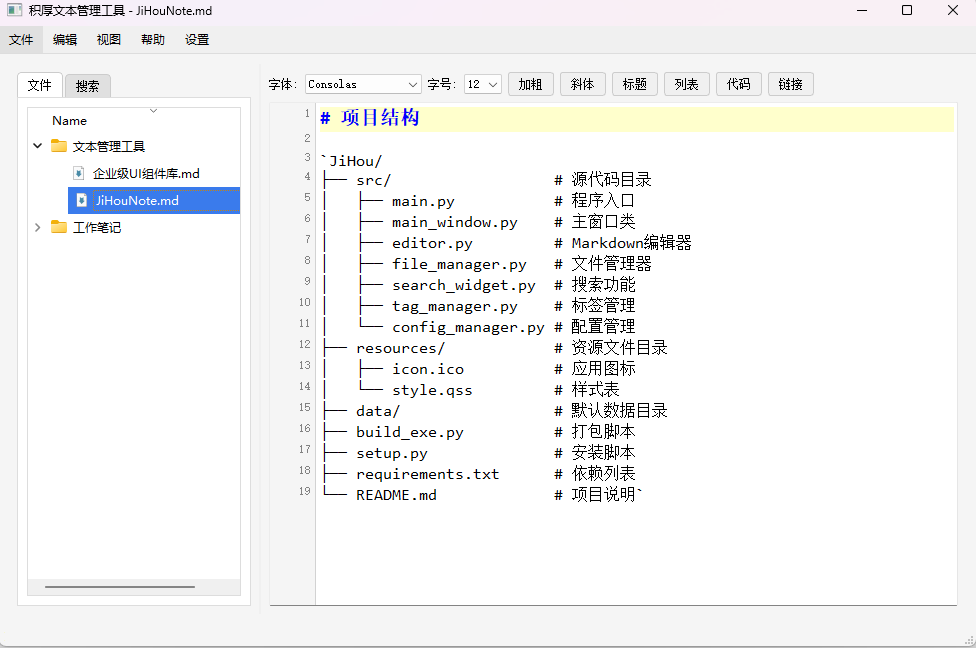 积厚文本管理工具 - JiHouNote.md
文件 编辑 视图 帮助 设置
文件 搜索
字体: Consolas 字号: 12 加粗 斜体 标题 列表 代码 链接
Name
文本管理工具
企业级UI组件库.md
JiHouNote.md
工作笔记
1 # 项目结构
2
3 `JiHou/
4 ├── src/ # 源代码目录
5 │   ├── main.py # 程序入口
6 │   ├── main_window.py # 主窗口类
7 │   ├── editor.py # Markdown编辑器
8 │   ├── file_manager.py # 文件管理器
9 │   ├── search_widget.py # 搜索功能
10 │   ├── tag_manager.py # 标签管理
11 │   └── config_manager.py # 配置管理
12 ├── resources/ # 资源文件目录
13 │   ├── icon.ico # 应用图标
14 │   └── style.qss # 样式表
15 ├── data/ # 默认数据目录
16 ├── build_exe.py # 打包脚本
17 ├── setup.py # 安装脚本
18 ├── requirements.txt # 依赖列表
19 └── README.md # 项目说明`